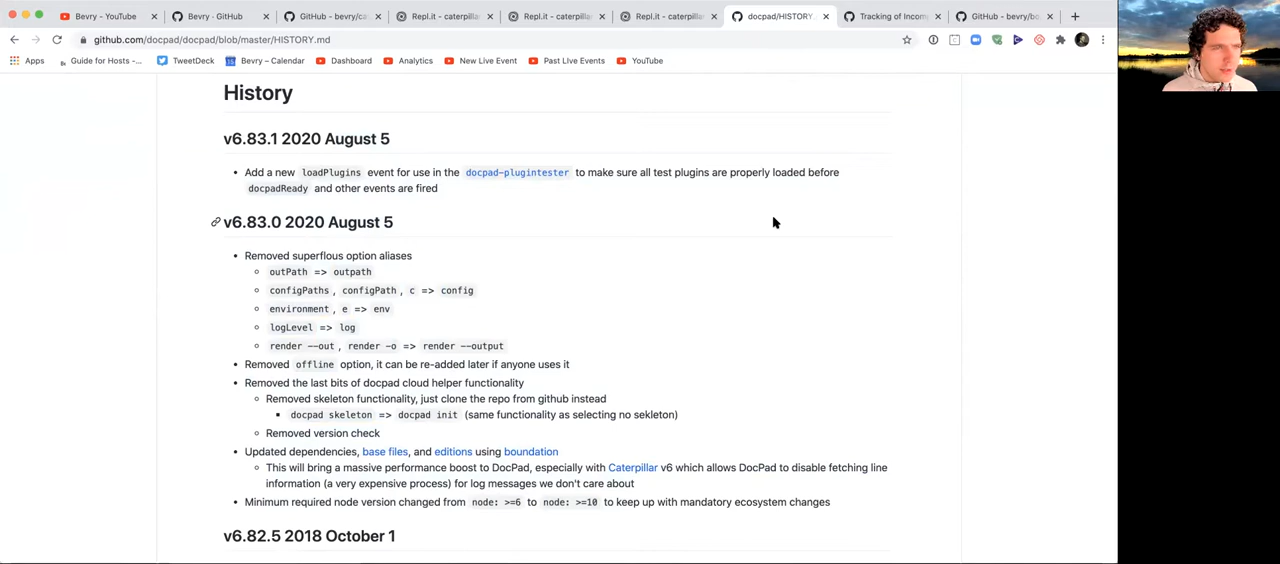 Bevry - YouTube
Bevry · GitHub
GitHub - bevry/ca
Repl.it - caterpilla
Repl.it - caterpilla
Repl.it - caterpilla
docpad/HISTORY.
Tracking of Incom
GitHub - bevry/bo
github.com/docpad/docpad/blob/master/HISTORY.md
Apps
Guide for Hosts -...
TweetDeck
Bevry – Calendar
Dashboard
Analytics
New Live Event
Past Live Events
YouTube
History
v6.83.1 2020 August 5
Add a new loadPlugins event for use in the docpad-plugintester to make sure all test plugins are properly loaded before
docpadReady and other events are fired
v6.83.0 2020 August 5
Removed superflous option aliases
outPath => outpath
configPaths , configPath , c => config
environment , e => env
logLevel => log
render --out , render -o => render --output
Removed offline option, it can be re-added later if anyone uses it
Removed the last bits of docpad cloud helper functionality
Removed skeleton functionality, just clone the repo from github instead
docpad skeleton => docpad init (same functionality as selecting no sekleton)
Removed version check
Updated dependencies, base files, and editions using boundation
This will bring a massive performance boost to DocPad, especially with Caterpillar v6 which allows DocPad to disable fetching line
information (a very expensive process) for log messages we don't care about
Minimum required node version changed from node: >=6 to node: >=10 to keep up with mandatory ecosystem changes
v6.82.5 2018 October 1